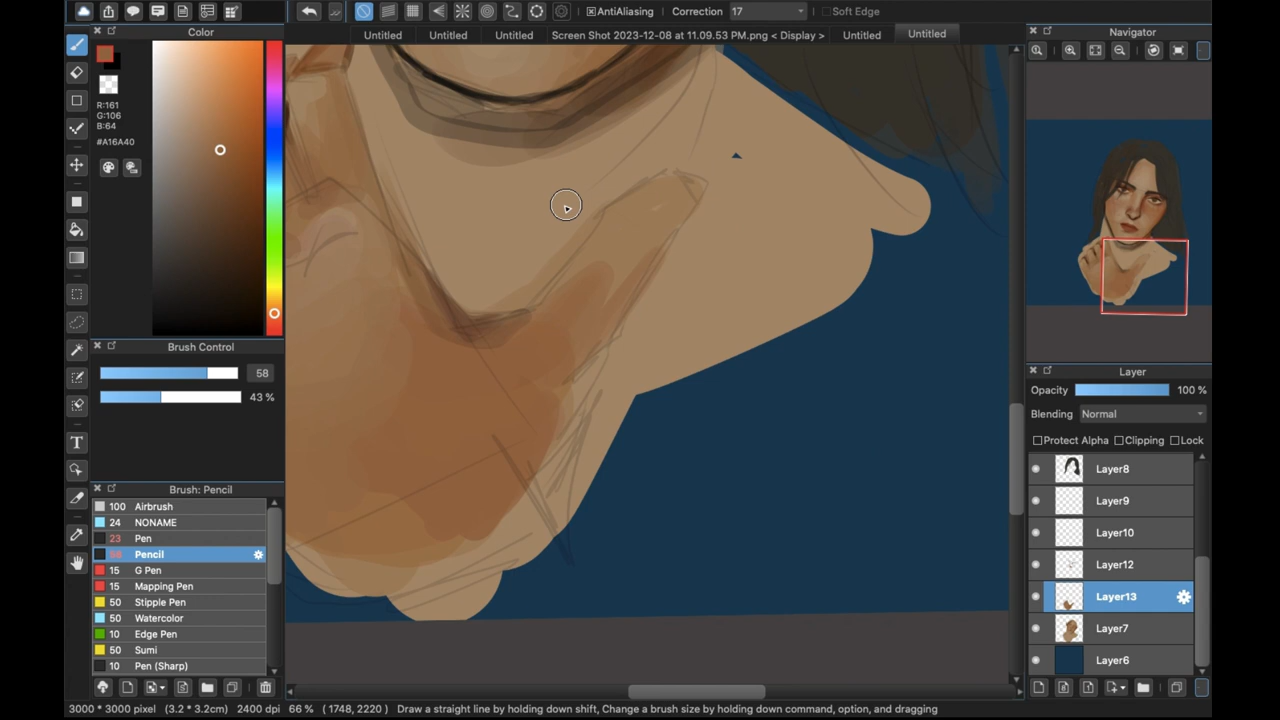 AntiAliasing Correction 17 Soft Edge
Color
Untitled Untitled Untitled Screen Shot 2023-12-08 at 11.09.53 PM.png < Display > Untitled Untitled
Navigator
R:161
G:106
B:64
#A16A40
Brush Control
58
43 %
Brush: Pencil
100 Airbrush
24 NONAME
23 Pen
58 Pencil
15 G Pen
15 Mapping Pen
50 Stipple Pen
50 Watercolor
10 Edge Pen
50 Sumi
10 Pen (Sharp)
Layer
Opacity 100 %
Blending Normal
Protect Alpha Clipping Lock
Layer8
Layer9
Layer10
Layer12
Layer13
Layer7
Layer6
3000 * 3000 pixel (3.2 * 3.2cm) 2400 dpi 66 % ( 1748, 2220 ) Draw a straight line by holding down shift, Change a brush size by holding down command, option, and dragging